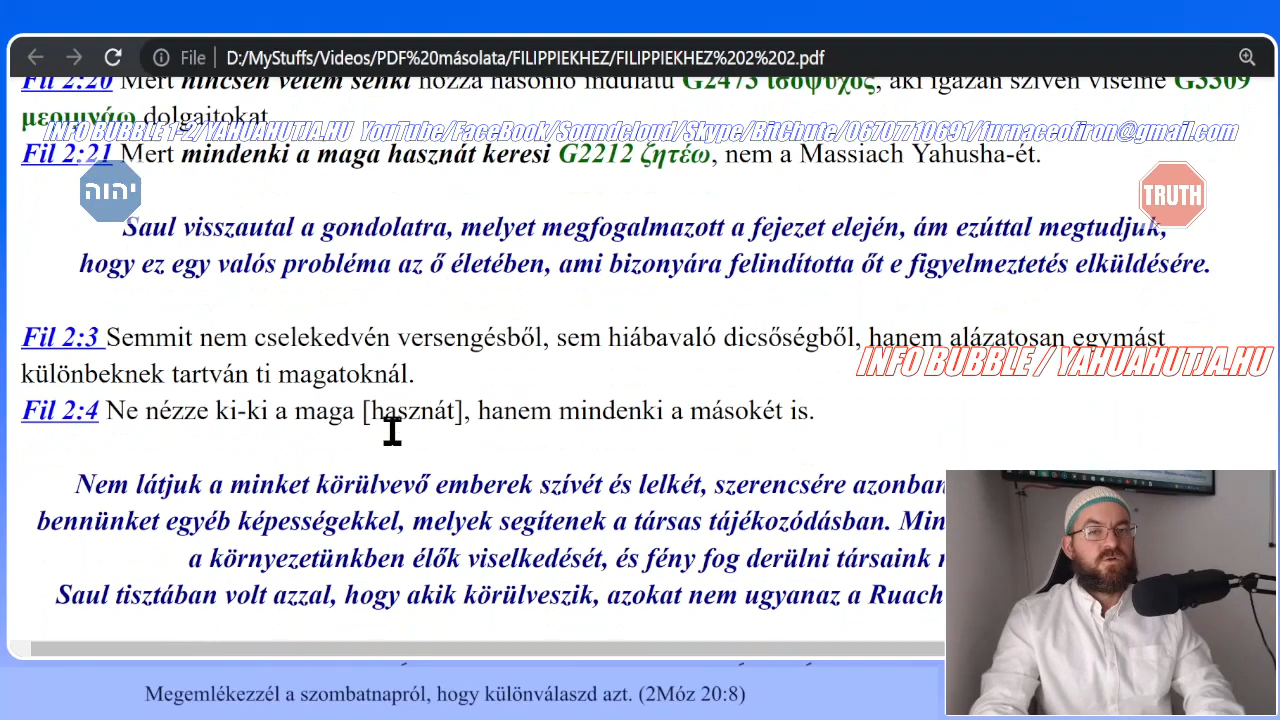 File
D:/MyStuffs/Videos/PDF%20másolata/FILIPPIEKHEZ/FILIPPIEKHEZ%202%202.pdf
Fil 2:20 Mert nincsen velem senki hozzá hasonló indulatú G2473 ἰσόψυχος, aki igazán szívén viselné G3309
μεριμνάω dolgaitokat
INFO BUBBLE 1-2/YAHUAHUTJA.HU YouTube/FaceBook/Soundcloud/Skype/BitChute/06707710691/furnaceofiron@gmail.com
Fil 2:21 Mert mindenki a maga hasznát keresi G2212 ζητέω, nem a Massiach Yahusha-ét.
יהוה
TRUTH
Saul visszautal a gondolatra, melyet megfogalmazott a fejezet elején, ám ezúttal megtudjuk,
hogy ez egy valós probléma az ő életében, ami bizonyára felindította őt e figyelmeztetés elküldésére.
Fil 2:3 Semmit nem cselekedvén versengésből, sem hiábavaló dicsőségből, hanem alázatosan egymást
INFO BUBBLE / YAHUAHUTJA.HU
különbeknek tartván ti magatoknál.
Fil 2:4 Ne nézze ki-ki a maga [hasznát], hanem mindenki a másokét is.
Nem látjuk a minket körülvevő emberek szívét és lelkét, szerencsére azonban
bennünket egyéb képességekkel, melyek segítenek a társas tájékozódásban.
a környezetünkben élők viselkedését, és fény fog derülni társaink
Saul tisztában volt azzal, hogy akik körülveszik, azokat nem ugyanaz a Ruach
Megemlékezzél a szombatnapról, hogy különválaszd azt. (2Móz 20:8)